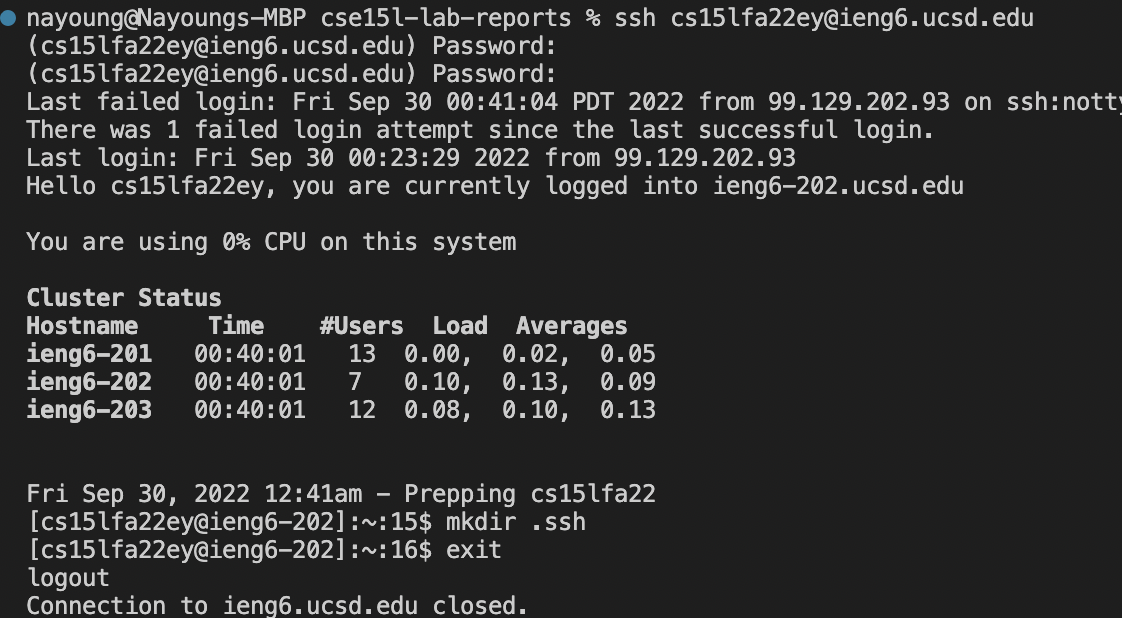 nayoung@Nayoungs-MBP cse15l-lab-reports % ssh cs15lfa22ey@ieng6.ucsd.edu
(cs15lfa22ey@ieng6.ucsd.edu) Password:
(cs15lfa22ey@ieng6.ucsd.edu) Password:
Last failed login: Fri Sep 30 00:41:04 PDT 2022 from 99.129.202.93 on ssh:notty
There was 1 failed login attempt since the last successful login.
Last login: Fri Sep 30 00:23:29 2022 from 99.129.202.93
Hello cs15lfa22ey, you are currently logged into ieng6-202.ucsd.edu
You are using 0% CPU on this system
Cluster Status
Hostname     Time    #Users  Load  Averages
ieng6-201   00:40:01   13  0.00,  0.02,  0.05
ieng6-202   00:40:01   7   0.10,  0.13,  0.09
ieng6-203   00:40:01   12  0.08,  0.10,  0.13
Fri Sep 30, 2022 12:41am - Prepping cs15lfa22
[cs15lfa22ey@ieng6-202]:~:15$ mkdir .ssh
[cs15lfa22ey@ieng6-202]:~:16$ exit
logout
Connection to ieng6.ucsd.edu closed.